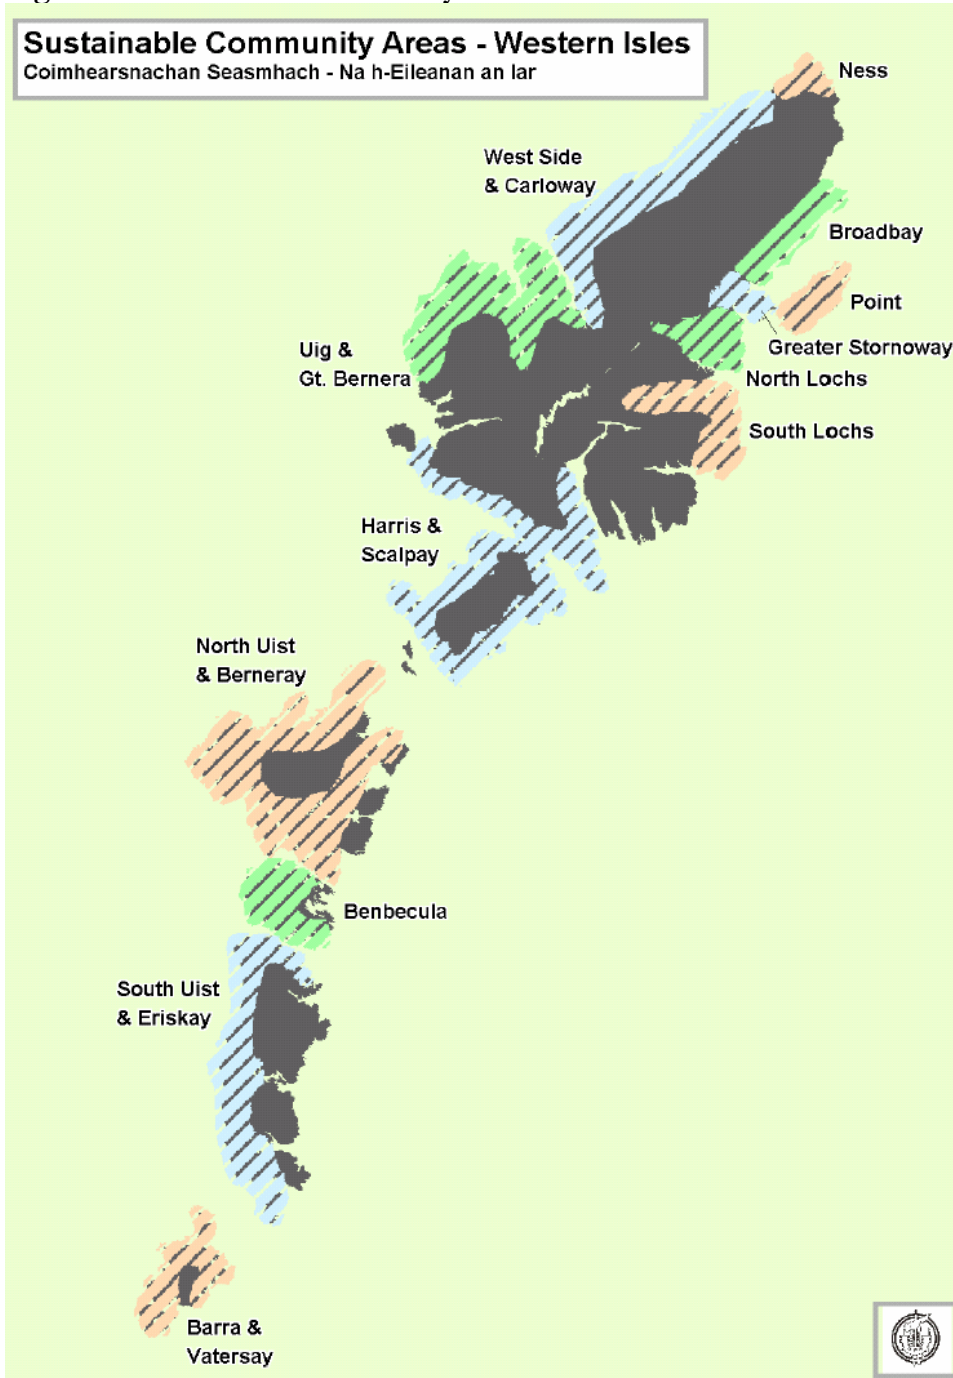 Sustainable Community Areas - Western Isles
Coimhearsnachan Seasmhach - Na h-Eileanan an Iar
Ness
West Side
& Carloway
Broadbay
Point
Greater Stornoway
Uig &
Gt. Bernera
North Lochs
South Lochs
Harris &
Scalpay
North Uist
& Berneray
Benbecula
South Uist
& Eriskay
Barra &
Vatersay